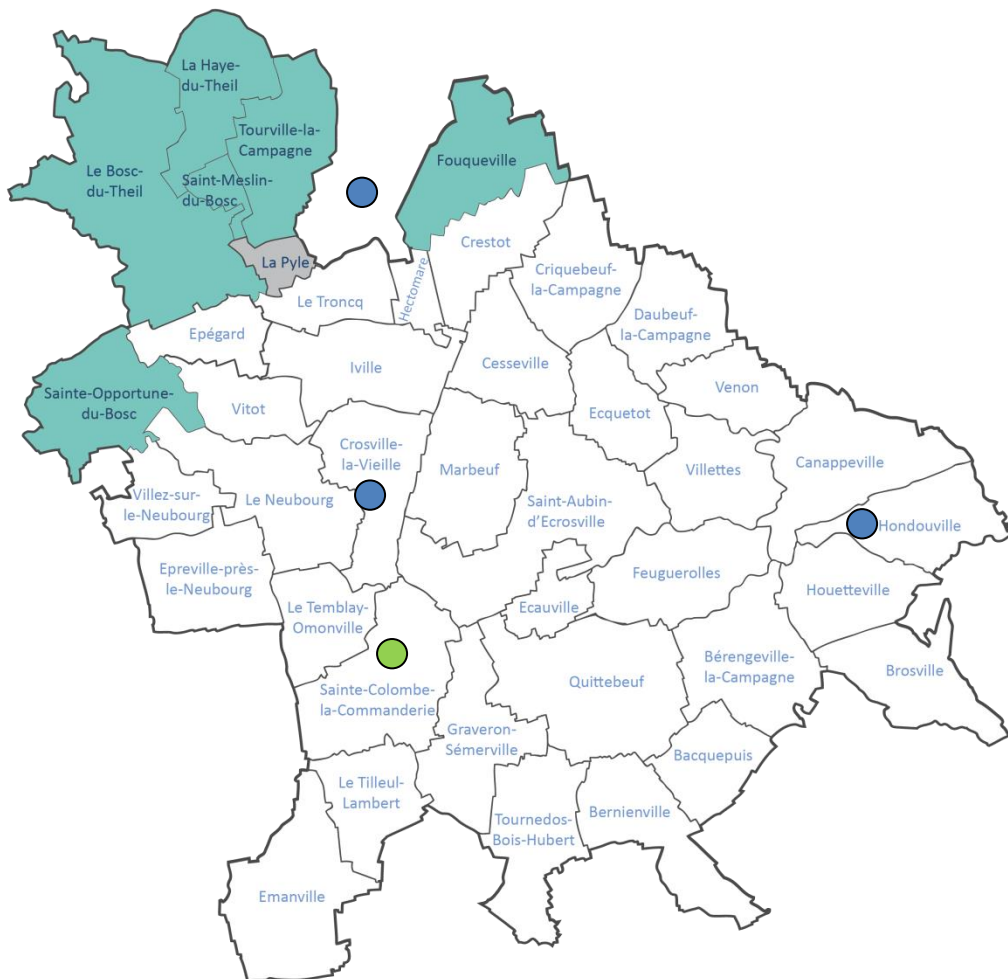 La Haye-
du-Theil
Tourville-la-
Campagne
Le Bosc-
du-Theil
Saint-Meslin-
du-Bosc
Fouqueville
La Pyle
Crestot
Hectomare
Le Troncq
Criquebeuf-
la-Campagne
Daubeuf-
la-Campagne
Epégard
Iville
Cesseville
Venon
Sainte-Opportune-
du-Bosc
Vitot
Ecquetot
Crosville-
la-Vieille
Marbeuf
Villettes
Canappeville
Villez-sur-
le-Neubourg
Le Neubourg
Saint-Aubin-
d'Ecrosville
Hondouville
Epreville-près-
le-Neubourg
Feuguerolles
Le Temblay-
Omonville
Ecauville
Houetteville
Sainte-Colombe-
la-Commanderie
Quittebeuf
Bérengeville-
la-Campagne
Brosville
Graveron-
Sémerville
Bacquepuis
Le Tilleul-
Lambert
Tournedos-
Bois-Hubert
Bernienville
Emanville